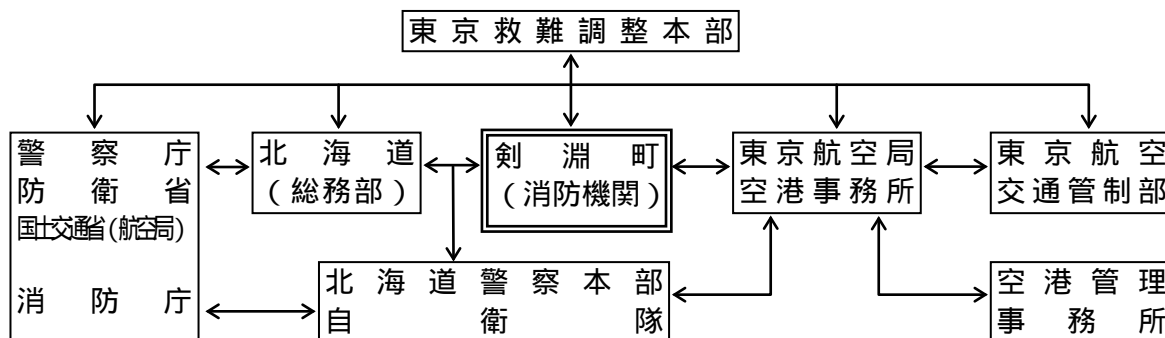 東京救難調整本部
警察庁
防衛省
国土交通省(航空局)
消防庁
北海道
(総務部)
剣淵町
(消防機関)
東京航空局
空港事務所
東京航空
交通管制部
北海道警察本部
自衛隊
空港管理
事務所